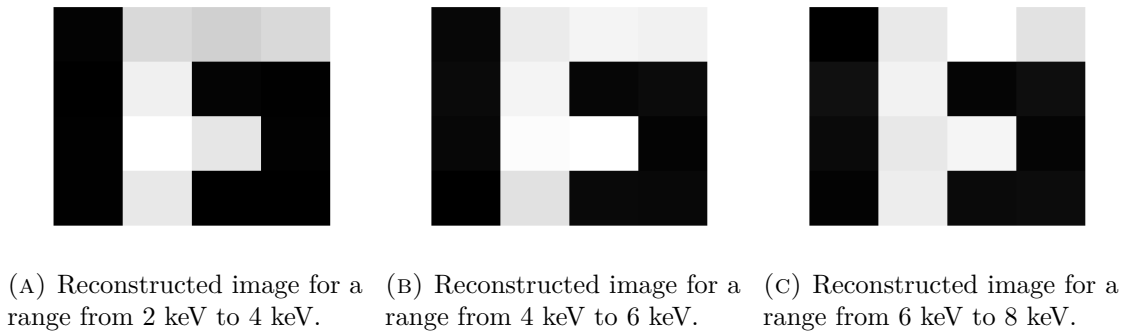 (A) Reconstructed image for a range from 2 keV to 4 keV.
(B) Reconstructed image for a range from 4 keV to 6 keV.
(C) Reconstructed image for a range from 6 keV to 8 keV.